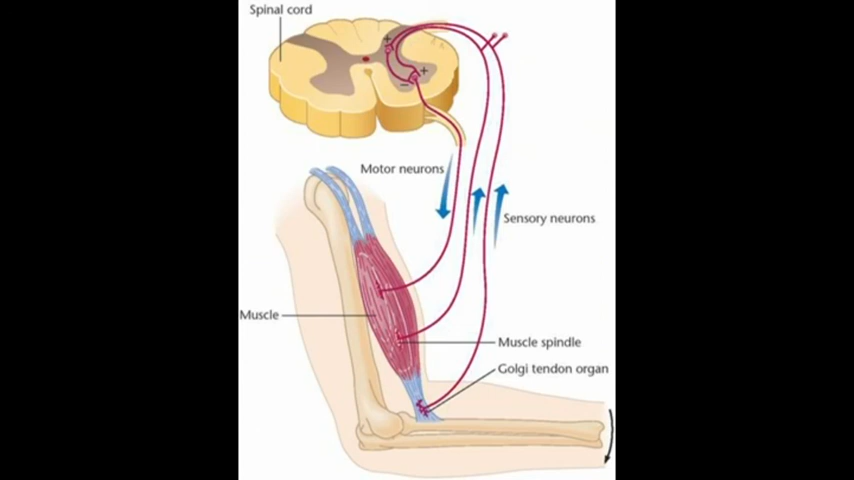 Spinal cord
+
+
−
Motor neurons
Sensory neurons
Muscle
Muscle spindle
Golgi tendon organ